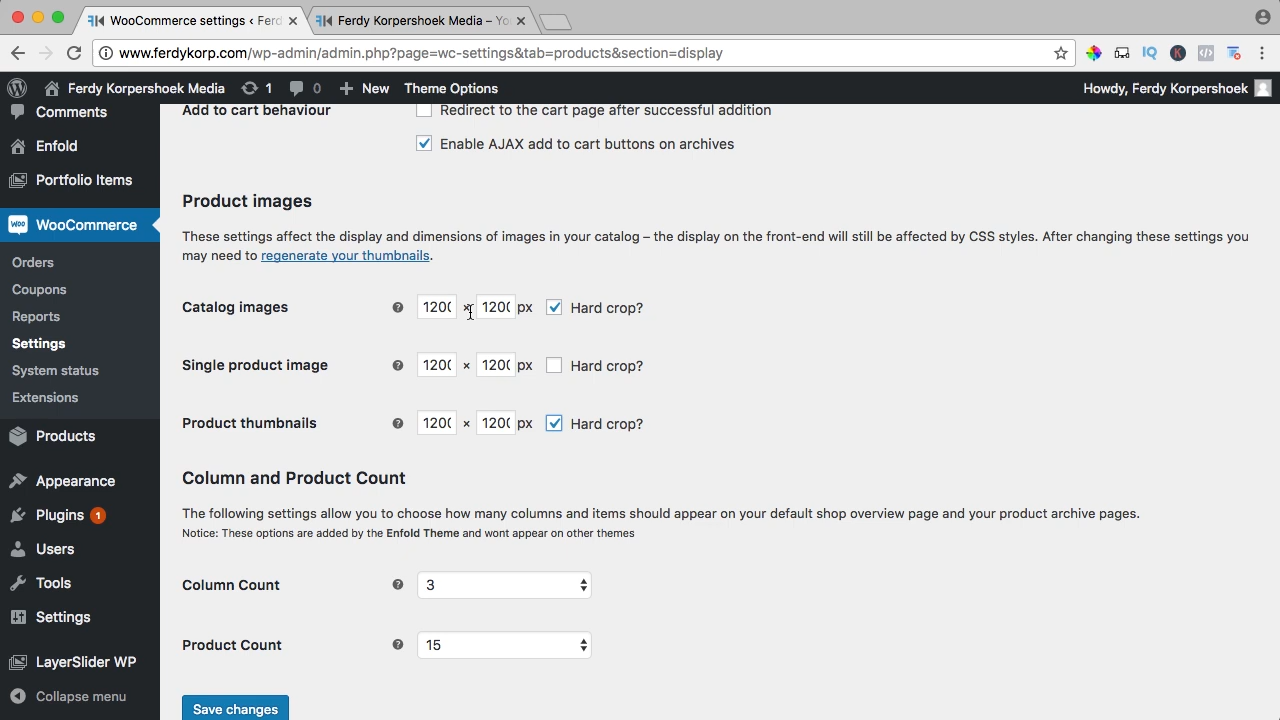 WooCommerce settings ‹ Ferd
Ferdy Korpershoek Media – Yo
www.ferdykorp.com/wp-admin/admin.php?page=wc-settings&tab=products&section=display
Ferdy Korpershoek Media
1
0
New
Theme Options
Howdy, Ferdy Korpershoek
Comments
Enfold
Portfolio Items
WooCommerce
Orders
Coupons
Reports
Settings
System status
Extensions
Products
Appearance
Plugins 1
Users
Tools
Settings
LayerSlider WP
Collapse menu
Add to cart behaviour
Redirect to the cart page after successful addition
Enable AJAX add to cart buttons on archives
Product images
These settings affect the display and dimensions of images in your catalog – the display on the front-end will still be affected by CSS styles. After changing these settings you
may need to regenerate your thumbnails.
Catalog images ? 1200 × 1200 px Hard crop?
Single product image ? 1200 × 1200 px Hard crop?
Product thumbnails ? 1200 × 1200 px Hard crop?
Column and Product Count
The following settings allow you to choose how many columns and items should appear on your default shop overview page and your product archive pages.
Notice: These options are added by the Enfold Theme and wont appear on other themes
Column Count ? 3
Product Count ? 15
Save changes